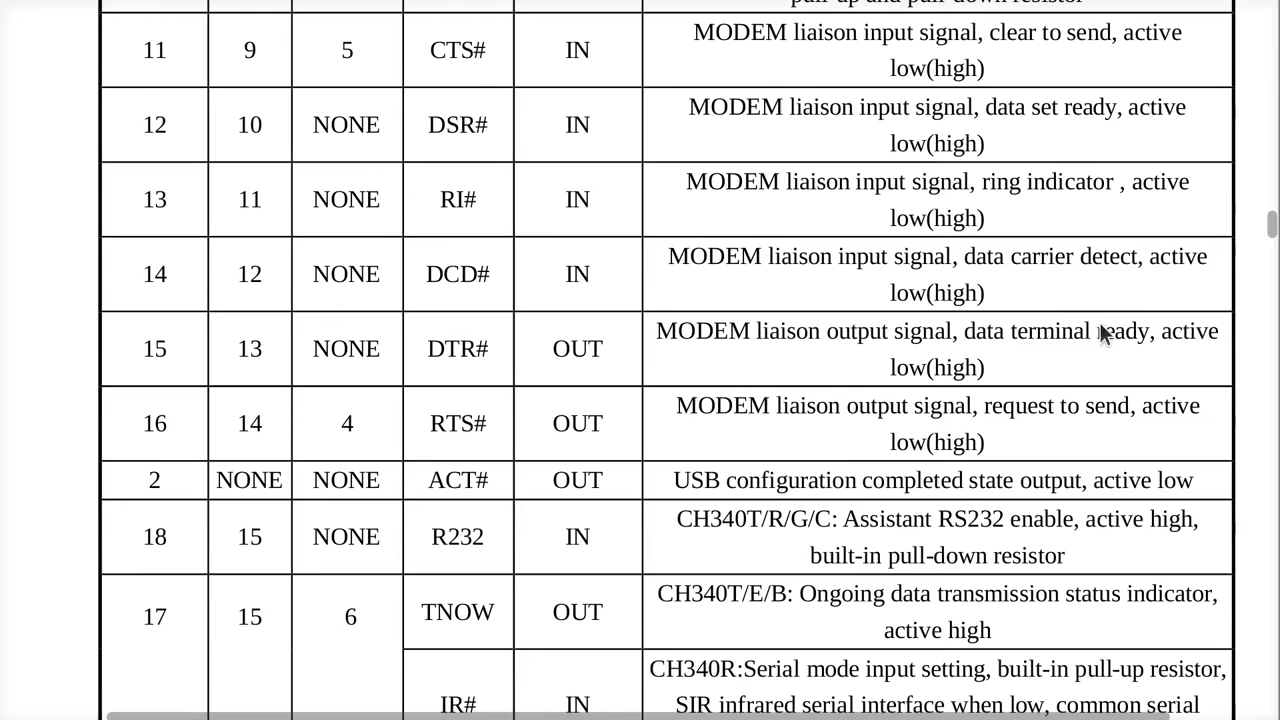 pull-up and pull-down resistor
11 9 5 CTS# IN MODEM liaison input signal, clear to send, active
low(high)
12 10 NONE DSR# IN MODEM liaison input signal, data set ready, active
low(high)
13 11 NONE RI# IN MODEM liaison input signal, ring indicator , active
low(high)
14 12 NONE DCD# IN MODEM liaison input signal, data carrier detect, active
low(high)
15 13 NONE DTR# OUT MODEM liaison output signal, data terminal ready, active
low(high)
16 14 4 RTS# OUT MODEM liaison output signal, request to send, active
low(high)
2 NONE NONE ACT# OUT USB configuration completed state output, active low
18 15 NONE R232 IN CH340T/R/G/C: Assistant RS232 enable, active high,
built-in pull-down resistor
17 15 6 TNOW OUT CH340T/E/B: Ongoing data transmission status indicator,
active high
IR# IN CH340R:Serial mode input setting, built-in pull-up resistor,
SIR infrared serial interface when low, common serial